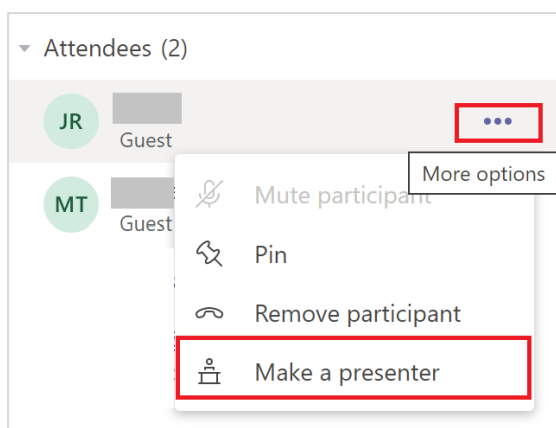 Attendees (2)
JR
Guest
•••
More options
MT
Guest
Mute participant
Pin
Remove participant
Make a presenter